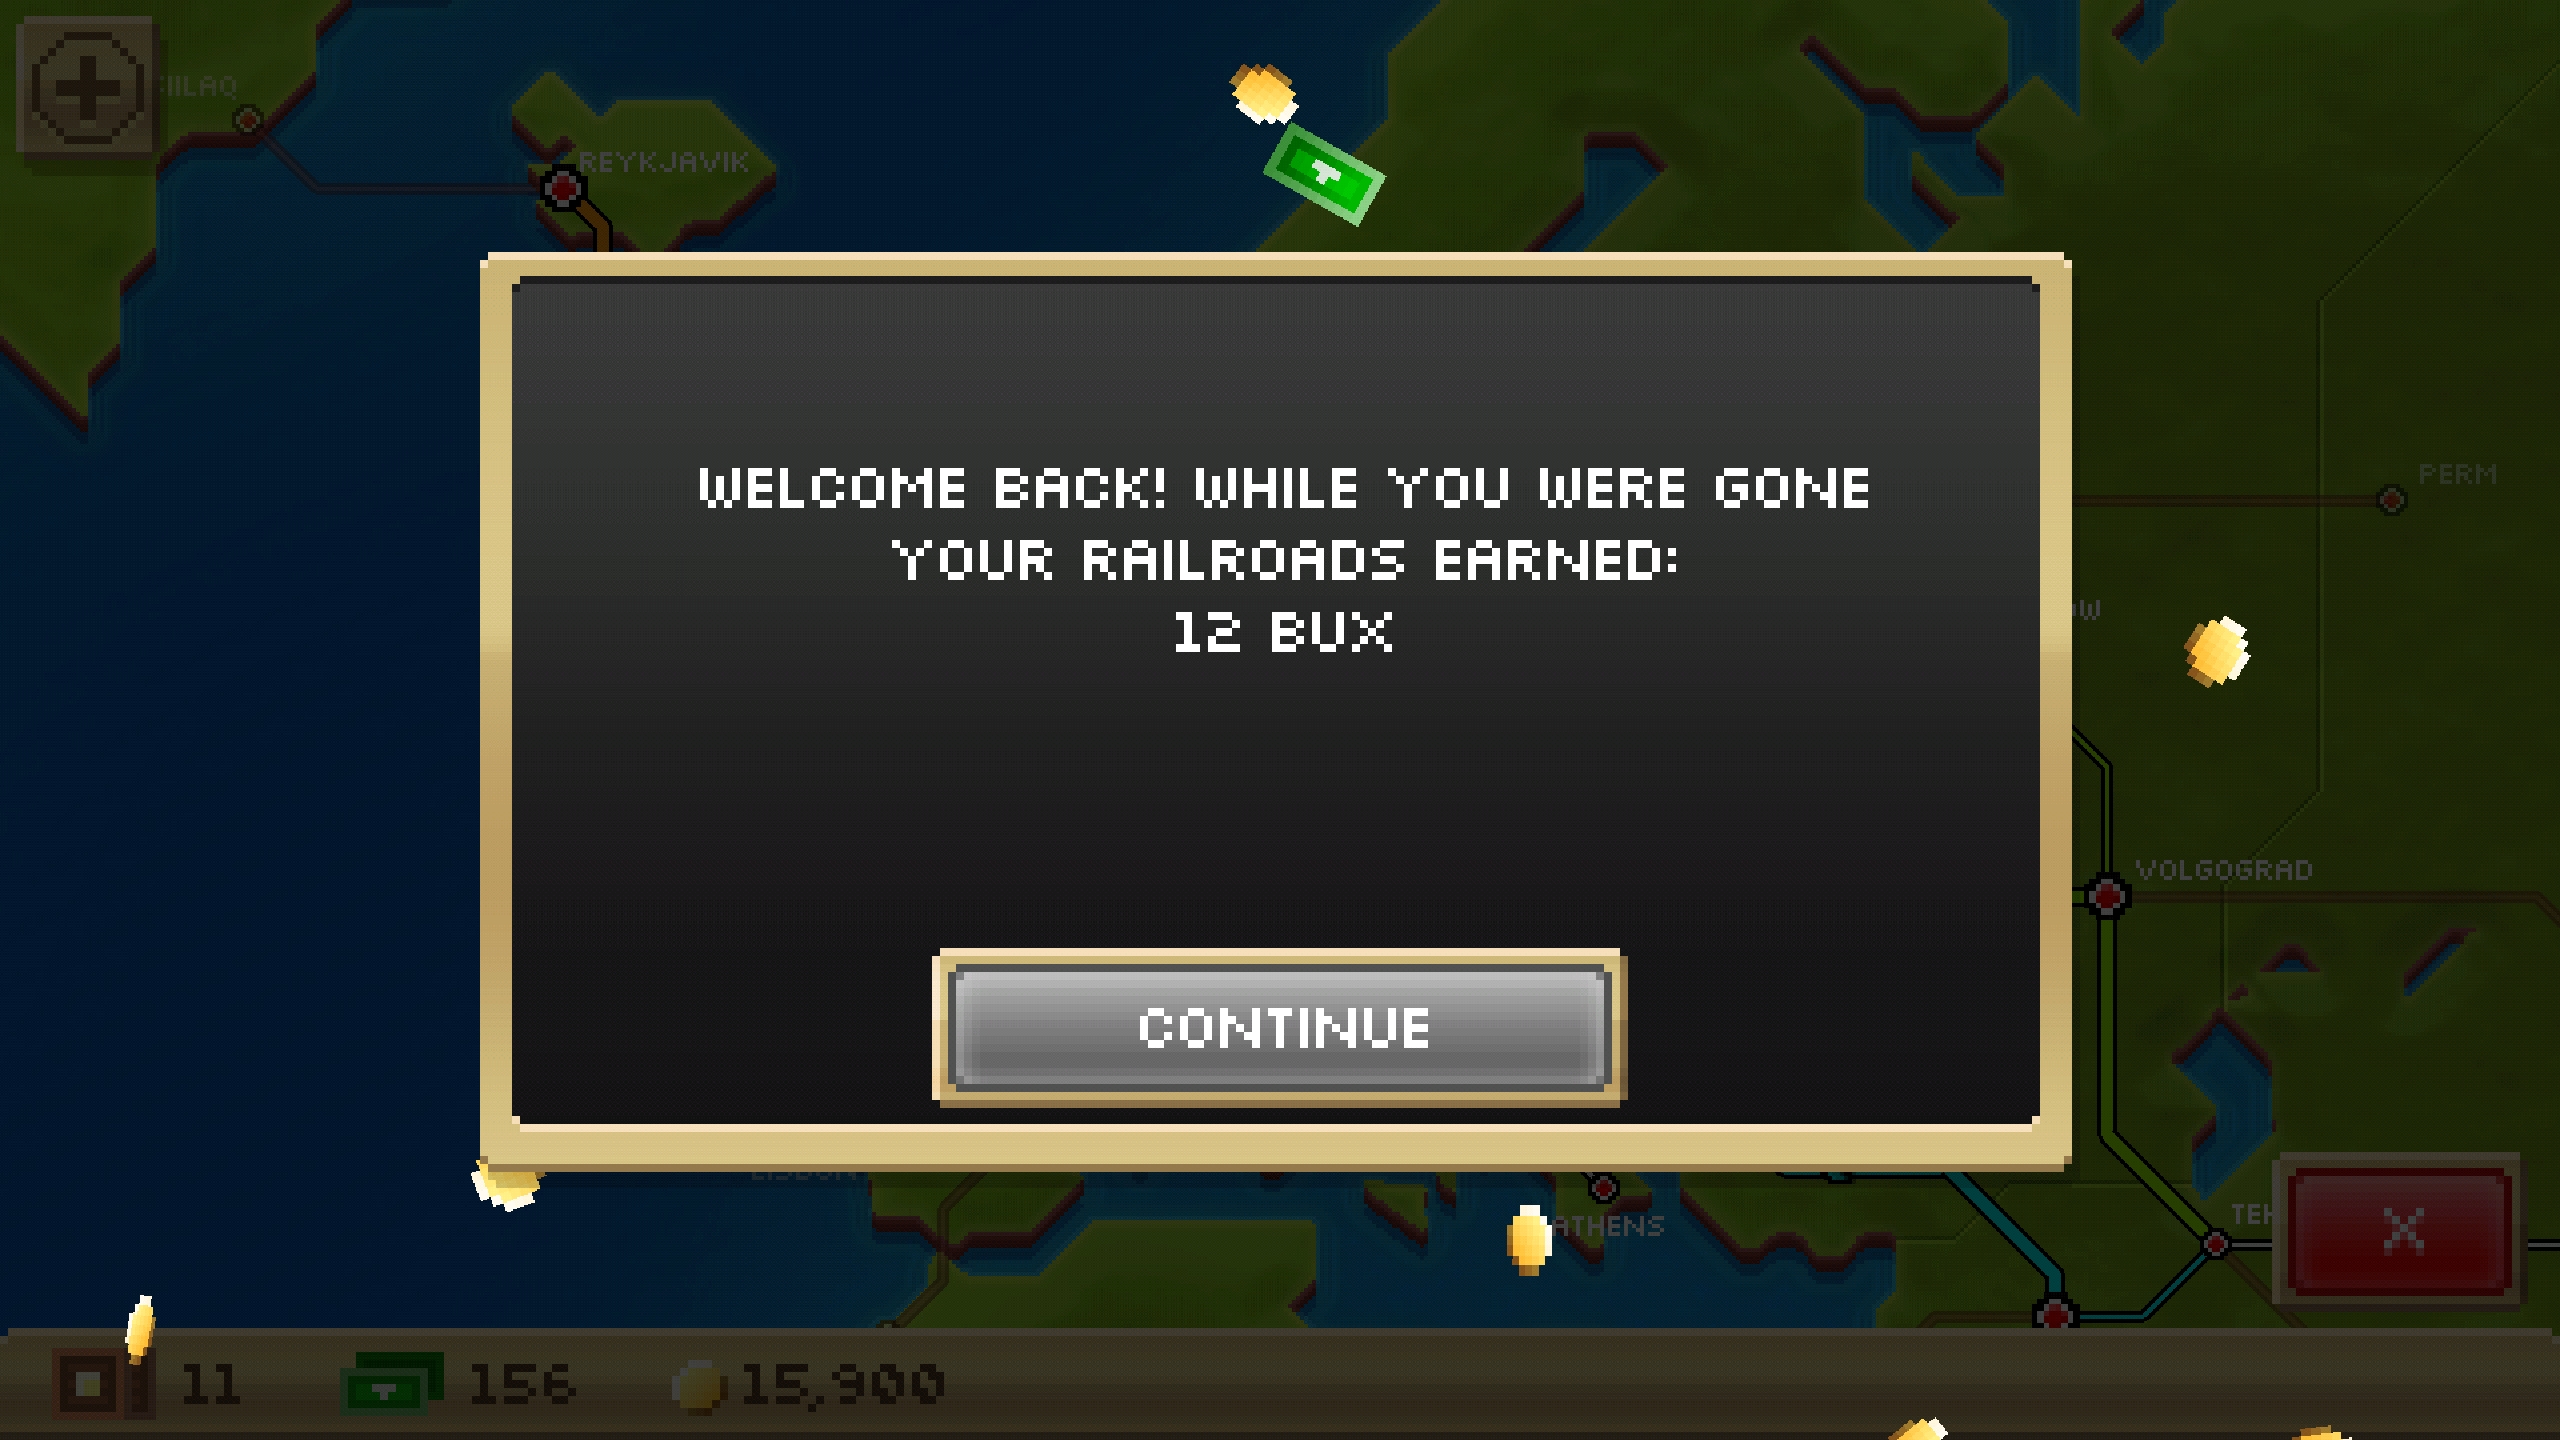 REYKJAVIK
WELCOME BACK! WHILE YOU WERE GONE
YOUR RAILROADS EARNED:
12 BUX
PERM
VOLGOGRAD
CONTINUE
LISBON
ATHENS
X
11
156
15,900